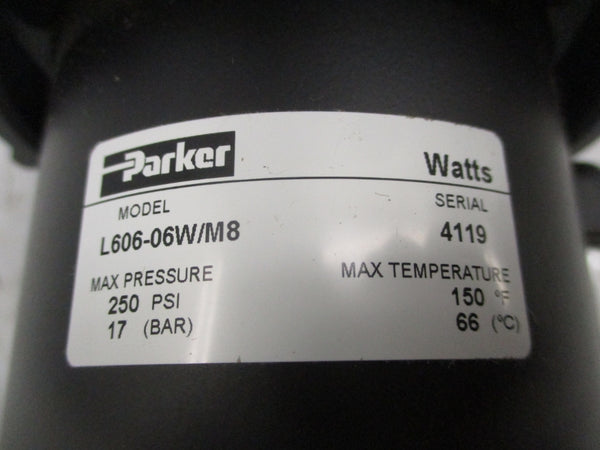 Parker Watts
MODEL SERIAL
L606-06W/M8 4119
MAX PRESSURE MAX TEMPERATURE
250 PSI 150 °F
17 (BAR) 66 (°C)